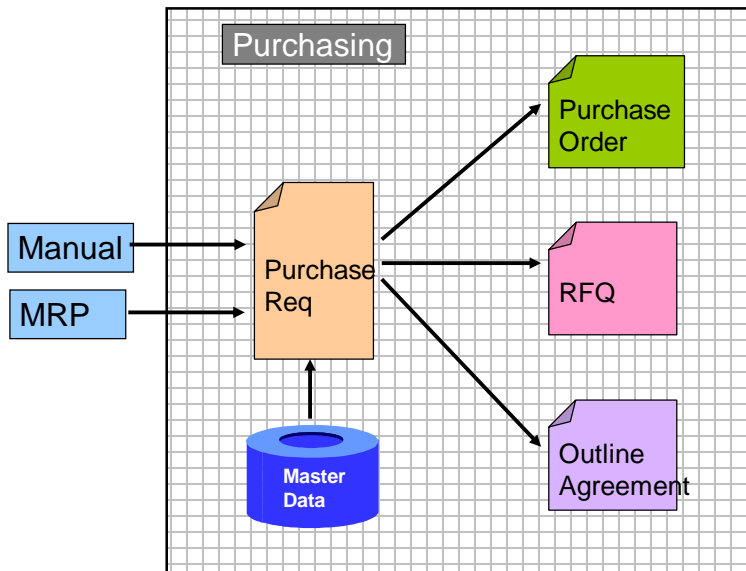 Purchasing
Purchase
Order
Manual
Purchase
Req
MRP
RFQ
Master
Data
Outline
Agreement